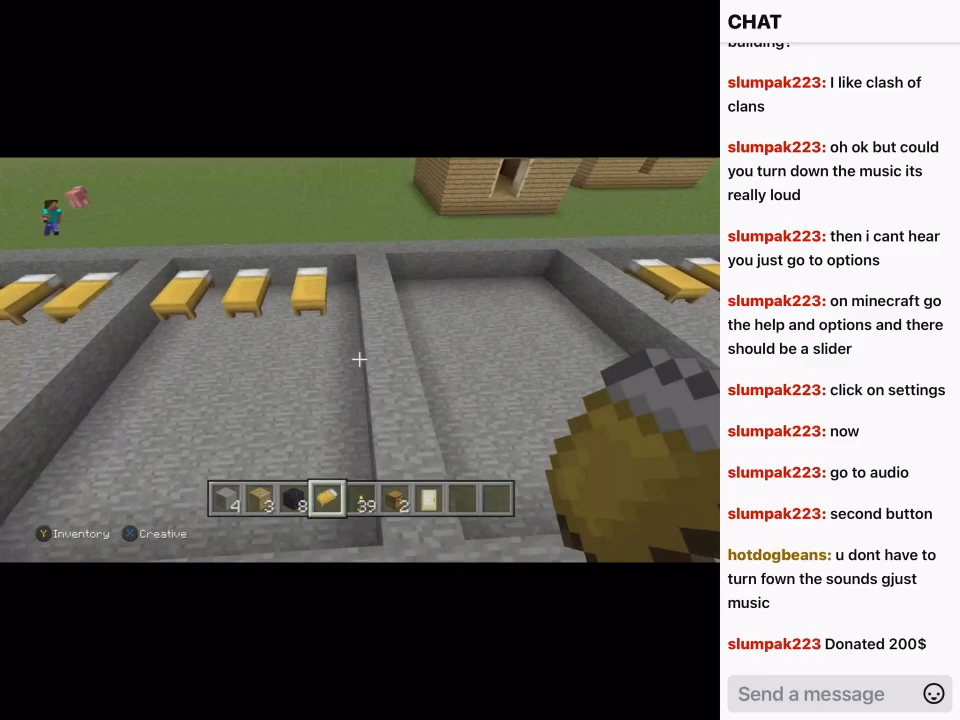 CHAT
building?
slumpak223: I like clash of
clans
slumpak223: oh ok but could
you turn down the music its
really loud
slumpak223: then i cant hear
you just go to options
slumpak223: on minecraft go
the help and options and there
should be a slider
slumpak223: click on settings
slumpak223: now
slumpak223: go to audio
slumpak223: second button
hotdogbeans: u dont have to
turn fown the sounds gjust
music
slumpak223 Donated 200$
Send a message
4 3 8 39 2
Y Inventory X Creative